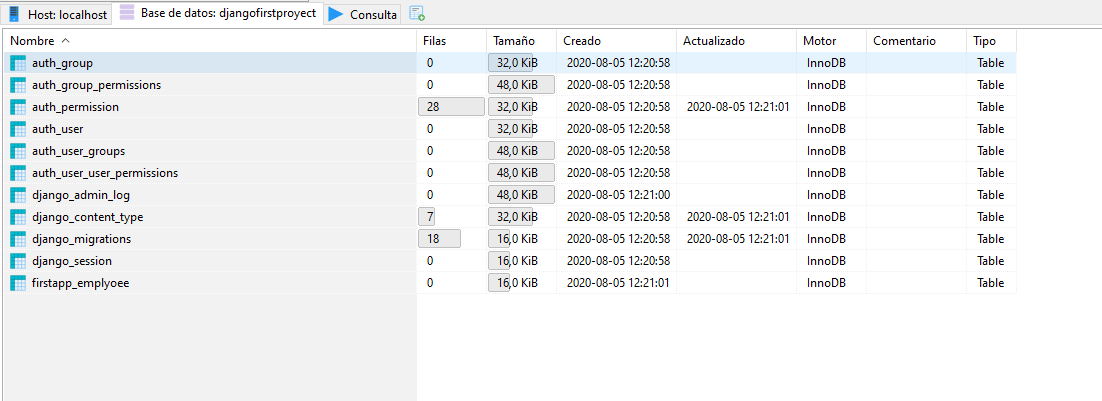 Host: localhost Base de datos: djangofirstproyect Consulta
Nombre Filas Tamaño Creado Actualizado Motor Comentario Tipo
auth_group 0 32,0 KiB 2020-08-05 12:20:58 InnoDB Table
auth_group_permissions 0 48,0 KiB 2020-08-05 12:20:58 InnoDB Table
auth_permission 28 32,0 KiB 2020-08-05 12:20:58 2020-08-05 12:21:01 InnoDB Table
auth_user 0 32,0 KiB 2020-08-05 12:20:58 InnoDB Table
auth_user_groups 0 48,0 KiB 2020-08-05 12:20:58 InnoDB Table
auth_user_user_permissions 0 48,0 KiB 2020-08-05 12:20:58 InnoDB Table
django_admin_log 0 48,0 KiB 2020-08-05 12:21:00 InnoDB Table
django_content_type 7 32,0 KiB 2020-08-05 12:20:58 2020-08-05 12:21:01 InnoDB Table
django_migrations 18 16,0 KiB 2020-08-05 12:20:58 2020-08-05 12:21:01 InnoDB Table
django_session 0 16,0 KiB 2020-08-05 12:20:58 InnoDB Table
firstapp_emplyoee 0 16,0 KiB 2020-08-05 12:21:01 InnoDB Table